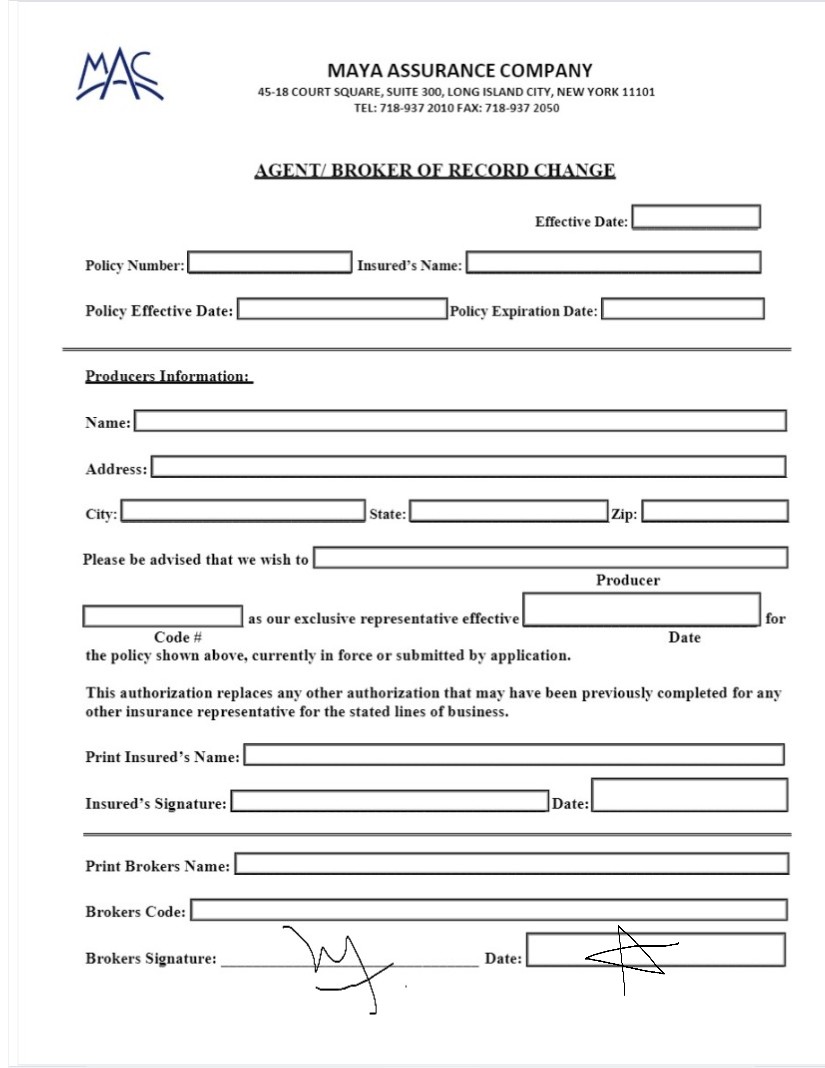 MAC
MAYA ASSURANCE COMPANY
45-18 COURT SQUARE, SUITE 300, LONG ISLAND CITY, NEW YORK 11101
TEL: 718-937 2010 FAX: 718-937 2050
AGENT/ BROKER OF RECORD CHANGE
Effective Date:
Policy Number: Insured's Name:
Policy Effective Date: Policy Expiration Date:
Producers Information:
Name:
Address:
City: State: Zip:
Please be advised that we wish to
Producer
as our exclusive representative effective for
Code # Date
the policy shown above, currently in force or submitted by application.
This authorization replaces any other authorization that may have been previously completed for any
other insurance representative for the stated lines of business.
Print Insured's Name:
Insured's Signature: Date:
Print Brokers Name:
Brokers Code:
Brokers Signature: Date: